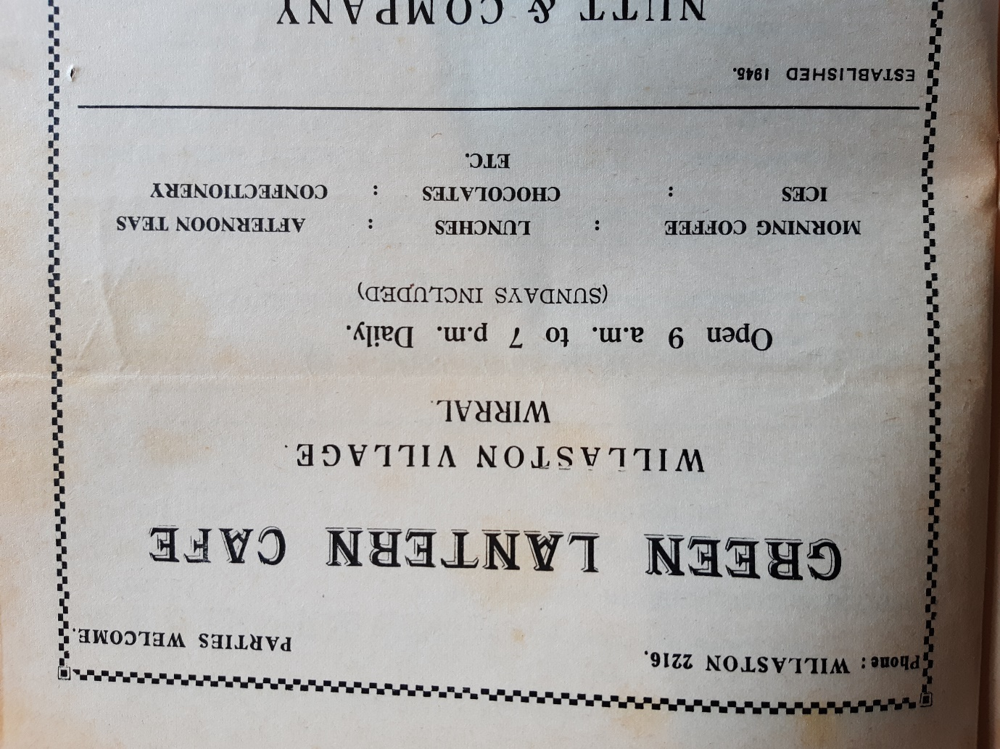 Phone: WILLASTON 2216. PARTIES WELCOME.
GREEN LANTERN CAFE
WILLASTON VILLAGE.
WIRRAL.
Open 9 a.m. to 7 p.m. Daily.
(SUNDAYS INCLUDED)
MORNING COFFEE : LUNCHES : AFTERNOON TEAS
ICES : CHOCOLATES : CONFECTIONERY
ETC.
ESTABLISHED 1945.
NUTT & COMPANY